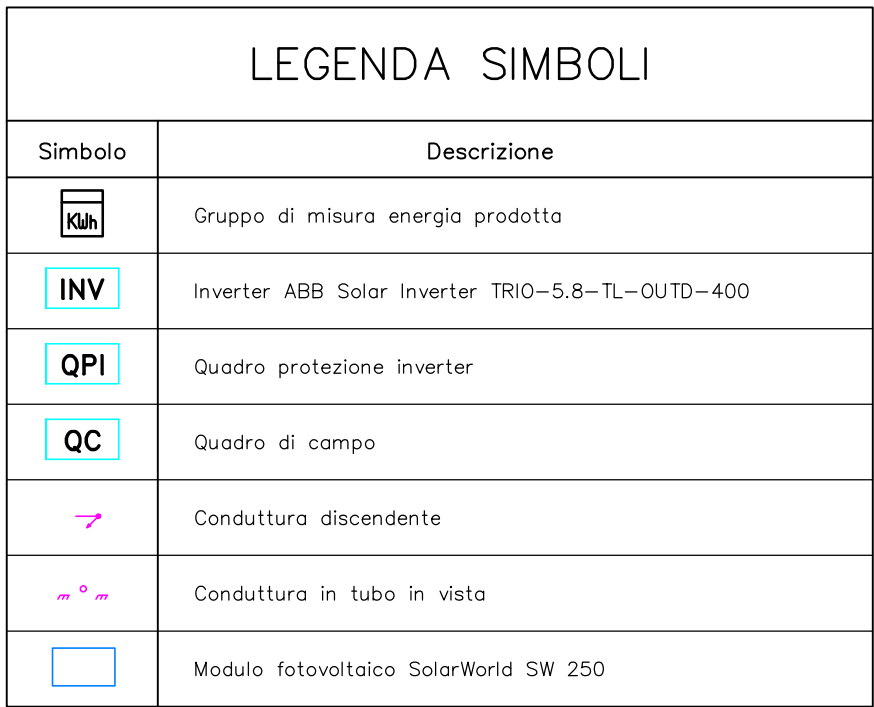 LEGENDA SIMBOLI
Simbolo Descrizione
KWh Gruppo di misura energia prodotta
INV Inverter ABB Solar Inverter TRIO-5.8-TL-OUTD-400
QPI Quadro protezione inverter
QC Quadro di campo
Conduttura discendente
Conduttura in tubo in vista
Modulo fotovoltaico SolarWorld SW 250